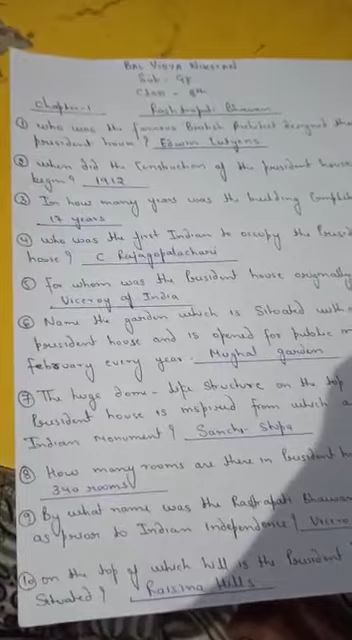 BAL VIDYA NIKETAN
Sub - GK
Class - 8th
Chapter-1 Rashtrapati Bhawan
① who was the famous British Architect designed the
president house? Edwin Lutyens
② when did the Construction of the president house
begin? 1912
③ In how many years was the building
17 years
④ who was the first Indian to occupy the
house? C Rajagopalachari
⑤ for whom was the President house originally
Viceroy of India
⑥ Name the garden which is Situated
president house and is opened for public
february every year. Mughal garden
⑦ The huge dome - like structure on the top
President house is inspired from which
Indian Monument? Sanchi Stupa
⑧ How many rooms are there in President
340 rooms
⑨ By what name was the Bhawan
as prior to Indian independence?
⑩ on the top of which hill is the President
Situated? Raisina Hills